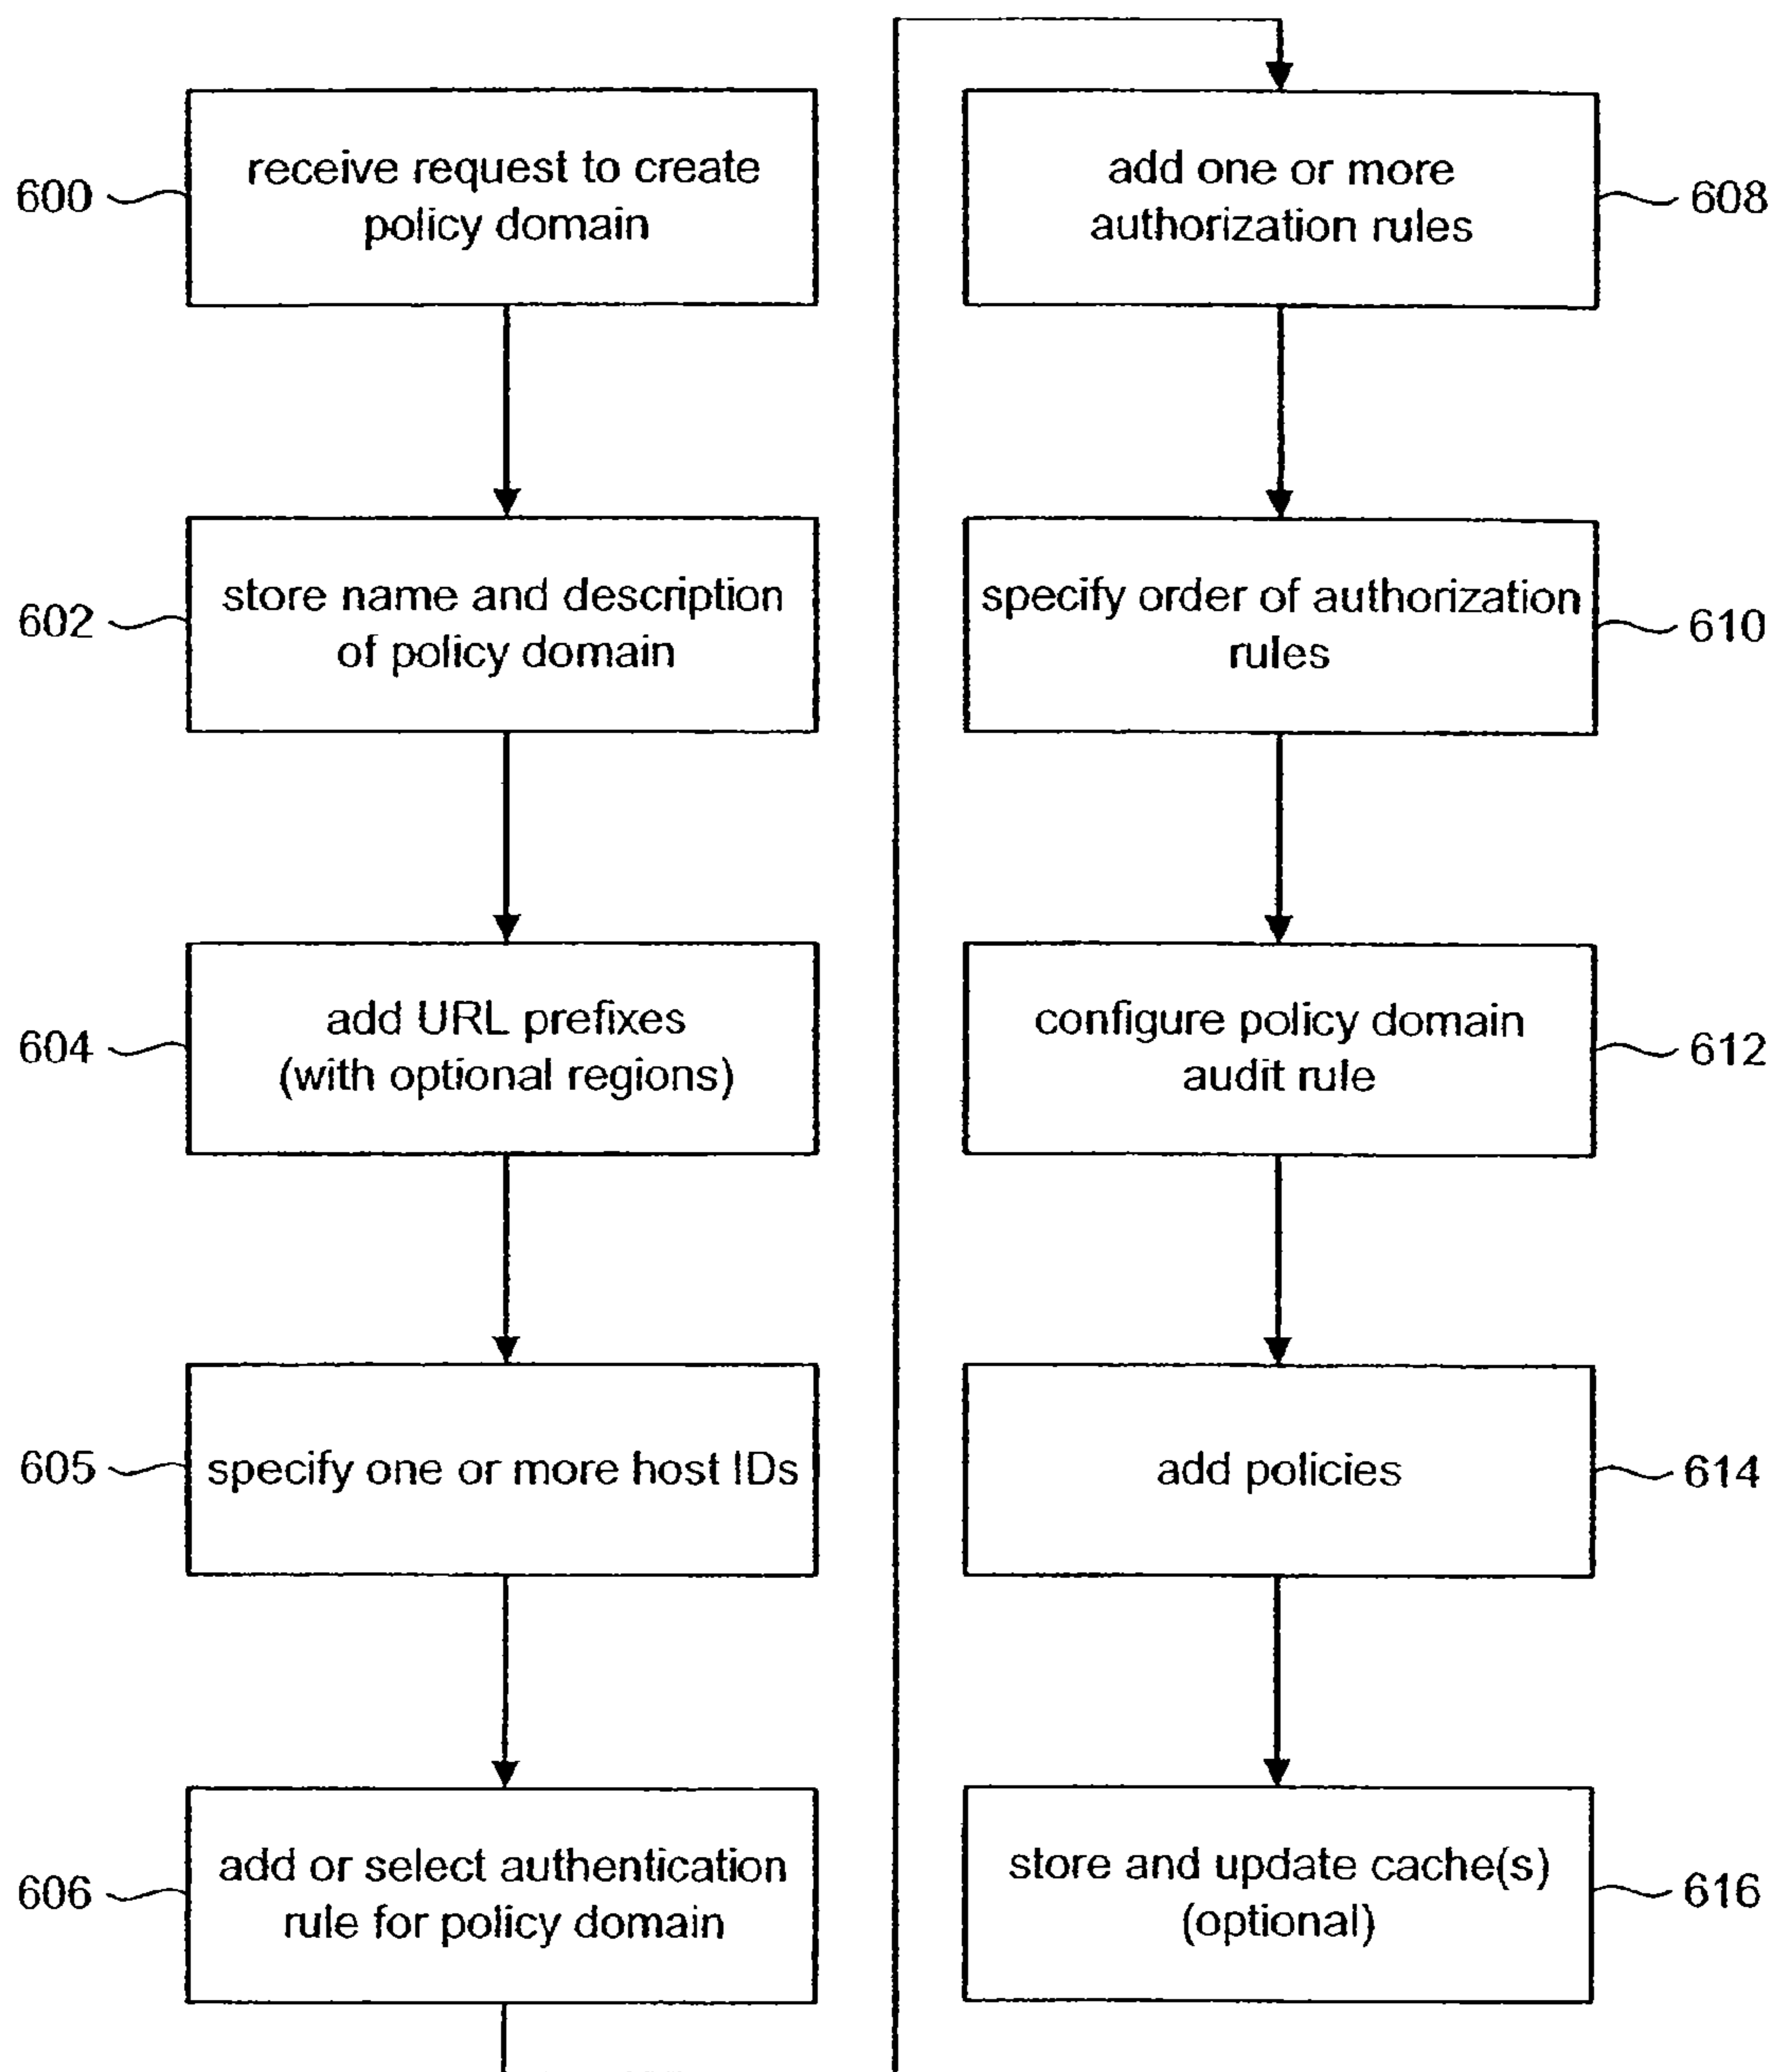 600
receive request to create
policy domain
602
store name and description
of policy domain
604
add URL prefixes
(with optional regions)
605
specify one or more host IDs
606
add or select authentication
rule for policy domain
add one or more
authorization rules
608
specify order of authorization
rules
610
configure policy domain
audit rule
612
add policies
614
store and update cache(s)
(optional)
616